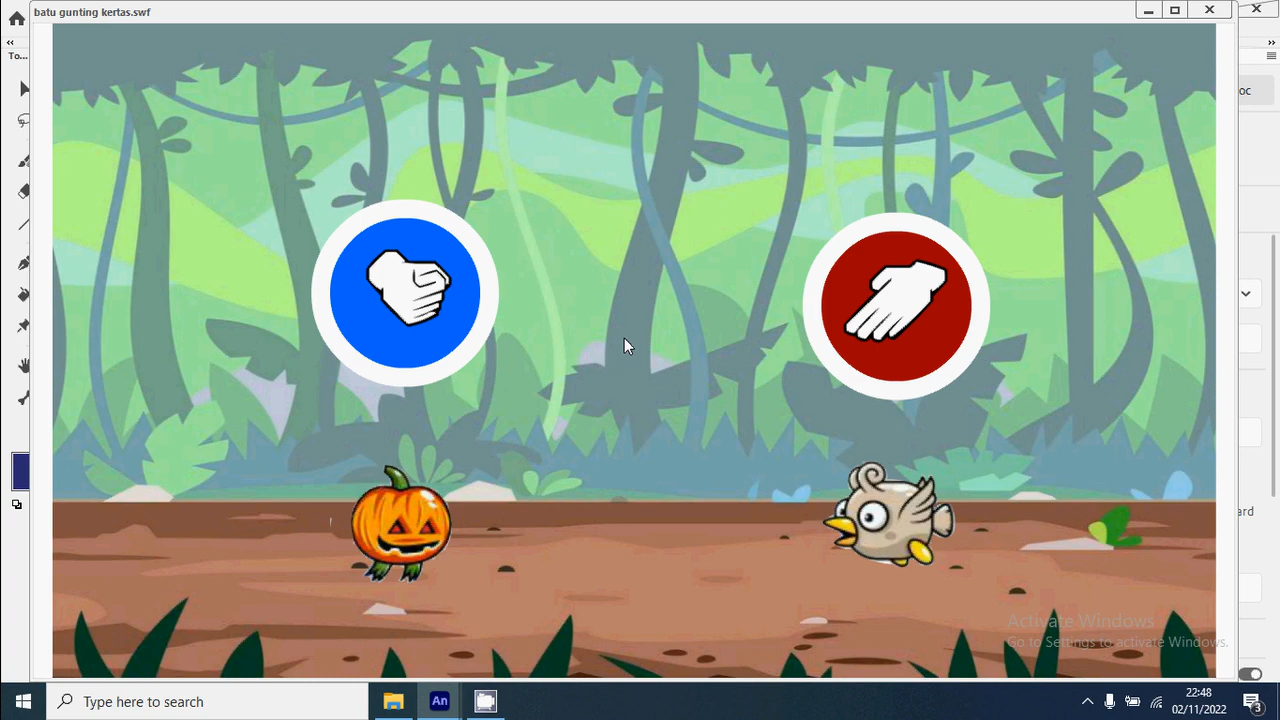 batu gunting kertas.swf
To...
oc
ard
Activate Windows
Go to Settings to activate Windows.
Type here to search
An
22:48
02/11/2022
3